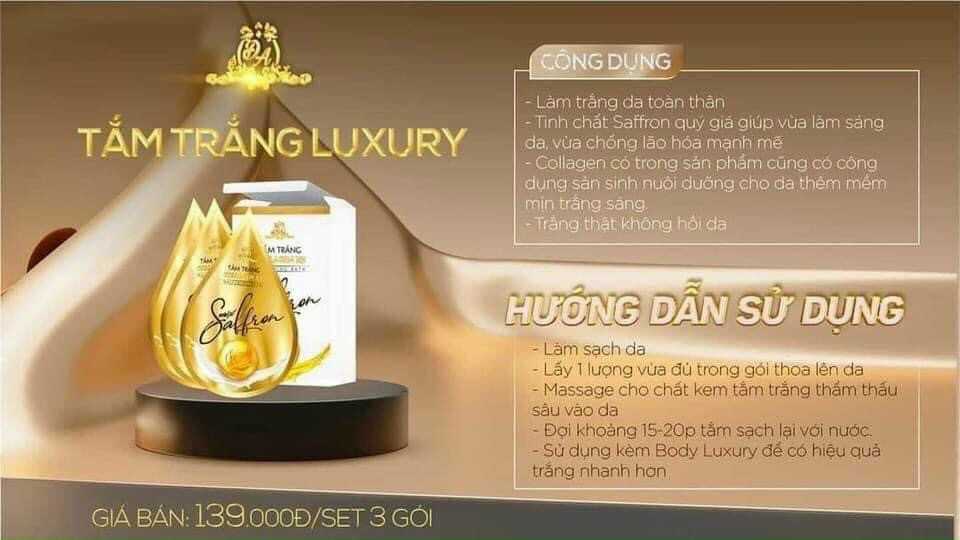 ĐA
TẮM TRẮNG LUXURY
TẮM TRẮNG
Saffron
TẮM TRẮNG
Saffron
GIÁ BÁN: 139.000Đ/SET 3 GÓI
CÔNG DỤNG
- Làm trắng da toàn thân
- Tinh chất Saffron quý giá giúp vừa làm sáng
da, vừa chống lão hóa mạnh mẽ
- Collagen có trong sản phẩm cũng có công
dụng sản sinh nuôi dưỡng cho da thêm mềm
mịn trắng sáng.
- Trắng thật không hồi da
HƯỚNG DẪN SỬ DỤNG
- Làm sạch da
- Lấy 1 lượng vừa đủ trong gói thoa lên da
- Massage cho chất kem tắm trắng thẩm thấu
sâu vào da
- Đợi khoảng 15-20p tắm sạch lại với nước.
- Sử dụng kèm Body Luxury để có hiệu quả
trắng nhanh hơn